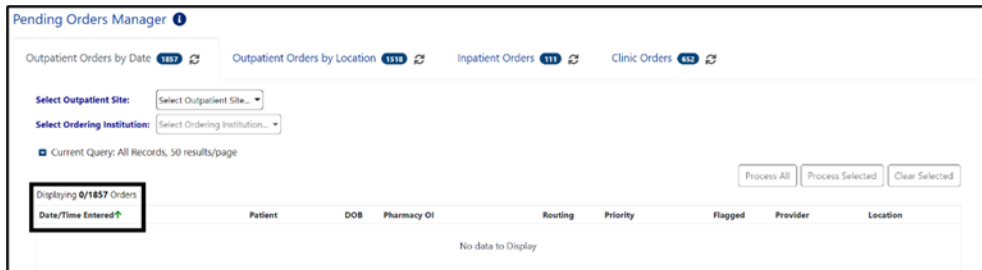 Pending Orders Manager
Outpatient Orders by Date 1857 Outpatient Orders by Location 1518 Inpatient Orders 111 Clinic Orders 652
Select Outpatient Site: Select Outpatient Site...
Select Ordering Institution: Select Ordering Institution...
Current Query: All Records, 50 results/page
Process All Process Selected Clear Selected
Displaying 0/1857 Orders
Date/Time Entered Patient DOB Pharmacy OI Routing Priority Flagged Provider Location
No data to Display